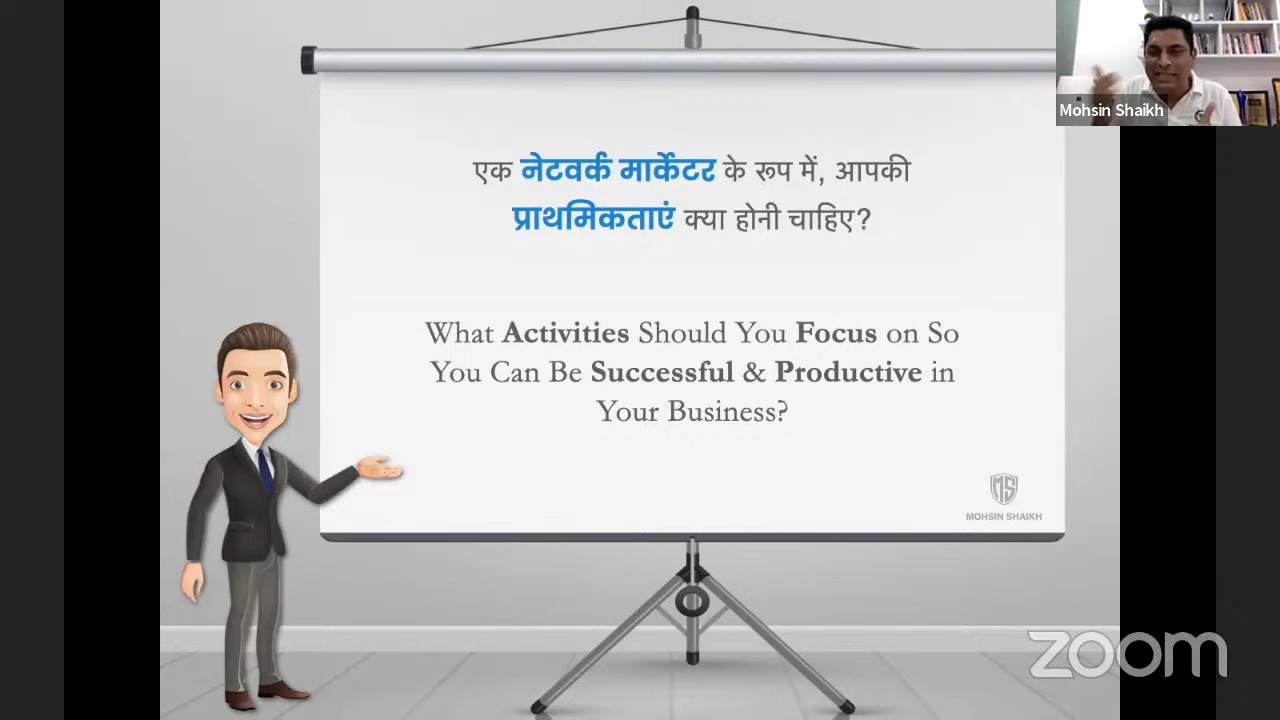 एक नेटवर्क मार्केटर के रूप में, आपकी
प्राथमिकताएं क्या होनी चाहिए?
What Activities Should You Focus on So
You Can Be Successful & Productive in
Your Business?
MS
MOHSIN SHAIKH
Mohsin Shaikh
zoom